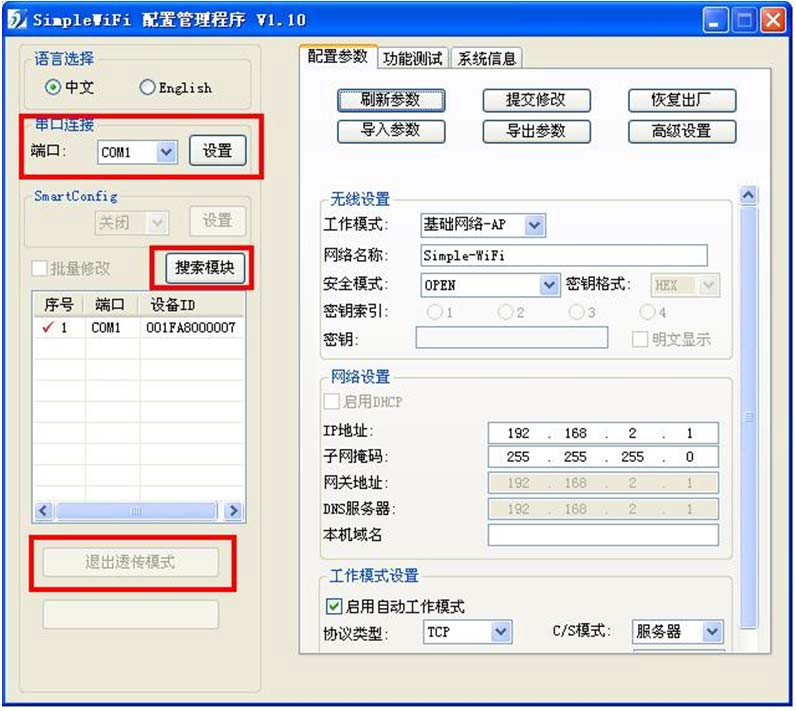 SimpleWiFi 配置管理程序 V1.10
语言选择
中文 English
串口连接
端口: COM1 设置
SmartConfig
关闭 设置
批量修改 搜索模块
序号 端口 设备ID
1 COM1 001FA8000007
退出透传模式
配置参数 功能测试 系统信息
刷新参数 提交修改 恢复出厂
导入参数 导出参数 高级设置
无线设置
工作模式: 基础网络-AP
网络名称: Simple-WiFi
安全模式: OPEN 密钥格式: HEX
密钥索引: 1 2 3 4
密钥: 明文显示
网络设置
启用DHCP
IP地址: 192 . 168 . 2 . 1
子网掩码: 255 . 255 . 255 . 0
网关地址: 192 . 168 . 2 . 1
DNS服务器: 192 . 168 . 2 . 1
本机域名
工作模式设置
启用自动工作模式
协议类型: TCP C/S模式: 服务器